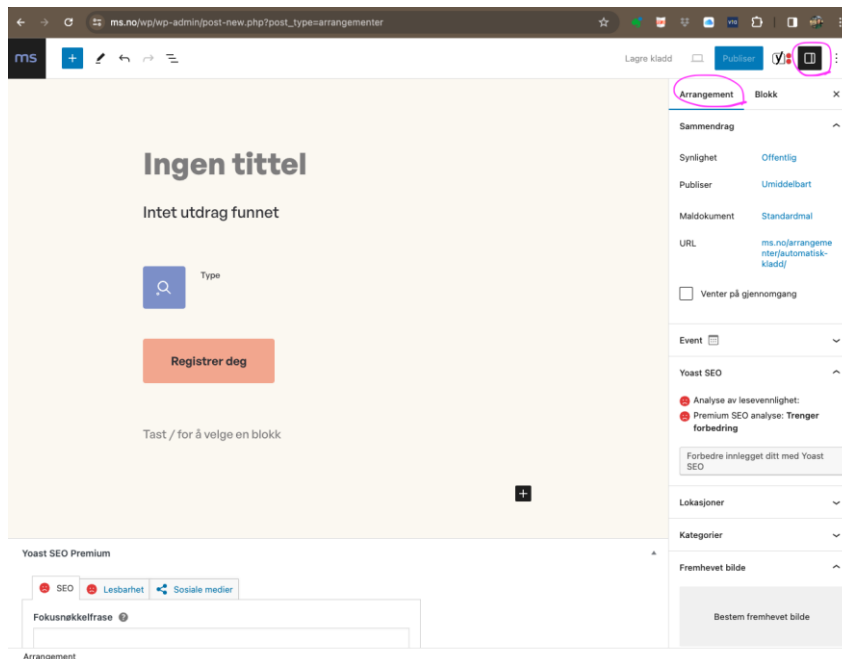 ms.no/wp/wp-admin/post-new.php?post_type=arrangementer
ms
Lagre kladd
Publiser
Arrangement
Blokk
Sammendrag
Synlighet
Offentlig
Publiser
Umiddelbart
Maldokument
Standardmal
URL
ms.no/arrangeme
nter/automatisk-
kladd/
Venter på gjennomgang
Event
Yoast SEO
Analyse av lesevennlighet:
Premium SEO analyse: Trenger
forbedring
Forbedre innlegget ditt med Yoast
SEO
Lokasjoner
Kategorier
Fremhevet bilde
Bestem fremhevet bilde
Ingen tittel
Intet utdrag funnet
Type
Registrer deg
Tast / for å velge en blokk
Yoast SEO Premium
SEO
Lesbarhet
Sosiale medier
Fokusnøkkelfrase
Arrangement